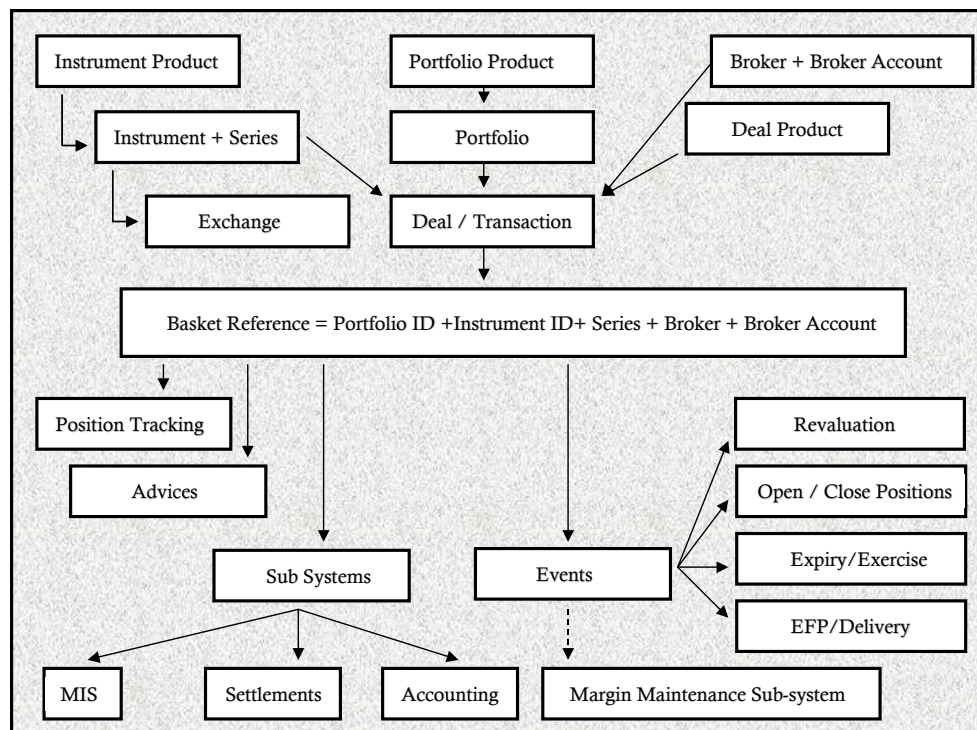 Instrument Product
Portfolio Product
Broker + Broker Account
Instrument + Series
Portfolio
Deal Product
Exchange
Deal / Transaction
Basket Reference = Portfolio ID +Instrument ID+ Series + Broker + Broker Account
Position Tracking
Revaluation
Advices
Open / Close Positions
Sub Systems
Events
Expiry/Exercise
EFP/Delivery
MIS
Settlements
Accounting
Margin Maintenance Sub-system